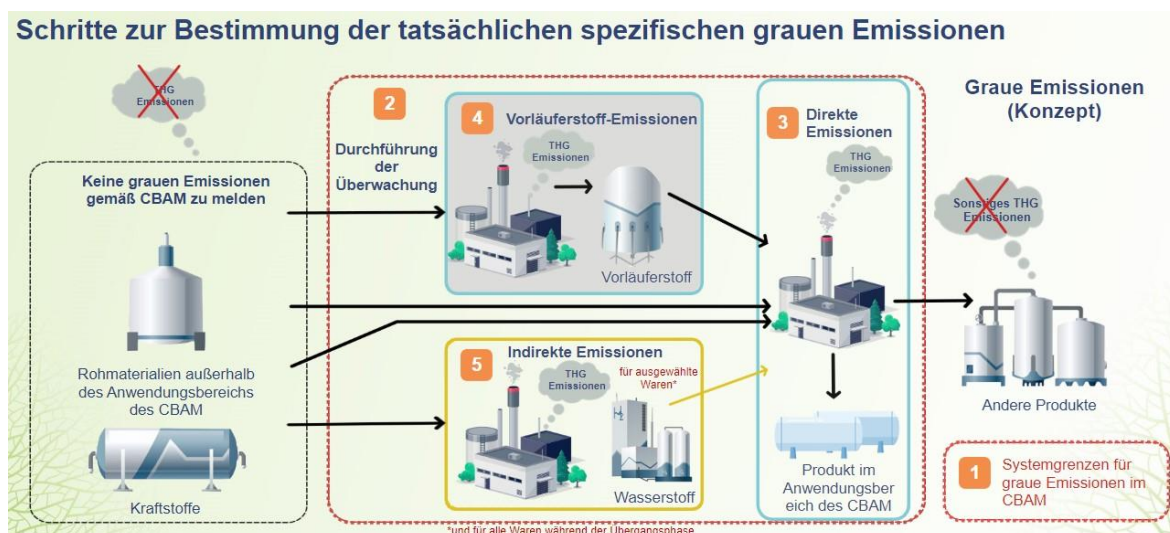 Schritte zur Bestimmung der tatsächlichen spezifischen grauen Emissionen
THG
Emissionen
Keine grauen Emissionen
gemäß CBAM zu melden
Rohmaterialien außerhalb
des Anwendungsbereichs
des CBAM
Kraftstoffe
2
Durchführung
der
Überwachung
4
Vorläuferstoff-Emissionen
THG
Emissionen
Vorläuferstoff
5
Indirekte Emissionen
THG
Emissionen
für ausgewählte
Waren*
Wasserstoff
*und für alle Waren während der Übergangsphase
3
Direkte
Emissionen
THG
Emissionen
Produkt im
Anwendungsber
eich des CBAM
Graue Emissionen
(Konzept)
Sonstiges THG
Emissionen
Andere Produkte
1
Systemgrenzen für
graue Emissionen im
CBAM